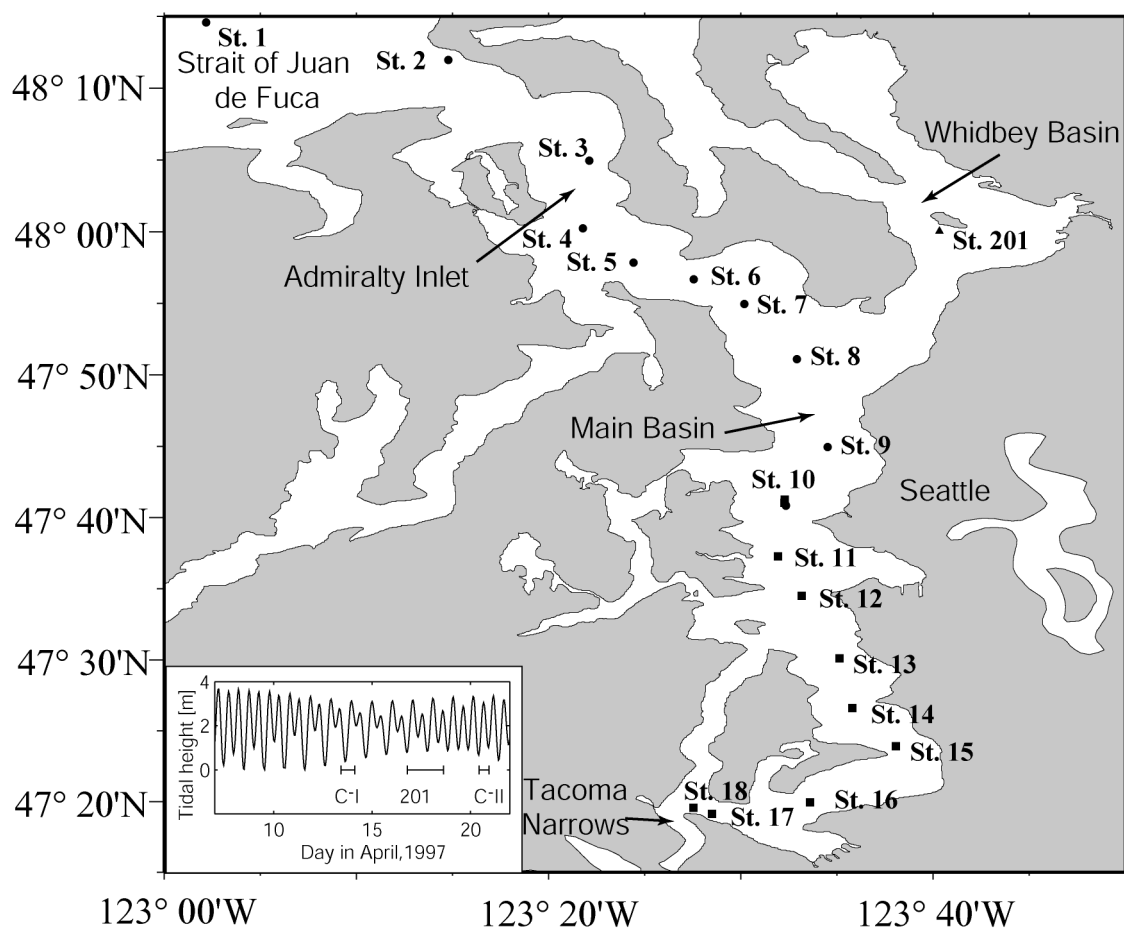 St. 1
Strait of Juan
de Fuca
St. 2
48° 10'N
Whidbey Basin
St. 3
48° 00'N
St. 4
St. 201
St. 5
Admiralty Inlet
St. 6
St. 7
St. 8
47° 50'N
Main Basin
St. 9
St. 10
Seattle
47° 40'N
St. 11
St. 12
47° 30'N
St. 13
St. 14
St. 15
Tidal height [m]
4
2
0
C-I
201
C-II
10
15
20
Day in April,1997
47° 20'N
Tacoma
Narrows
St. 18
St. 17
St. 16
123° 00'W
123° 20'W
123° 40'W